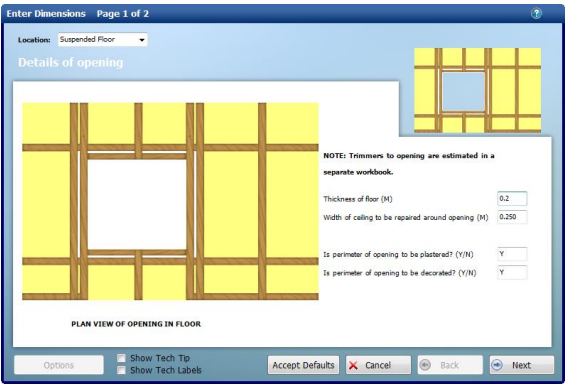 Enter Dimensions Page 1 of 2
Location: Suspended Floor
Details of opening
NOTE: Trimmers to opening are estimated in a
separate workbook.
Thickness of floor (M) 0.2
Width of ceiling to be repaired around opening (M) 0.250
Is perimeter of opening to be plastered? (Y/N) Y
Is perimeter of opening to be decorated? (Y/N) Y
PLAN VIEW OF OPENING IN FLOOR
Options
Show Tech Tip
Show Tech Labels
Accept Defaults
Cancel
Back
Next